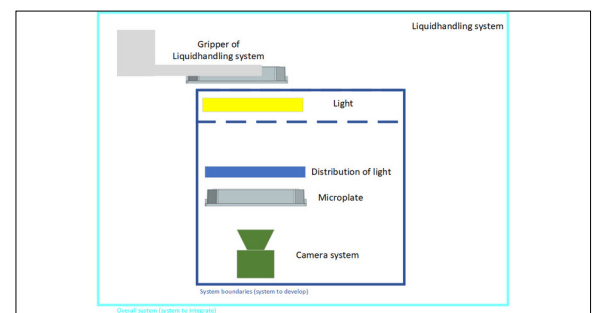 Liquidhandling system
Gripper of
Liquidhandling system
Light
Distribution of light
Microplate
Camera system
System boundaries (system to develop)
Overall system (system to integrate)